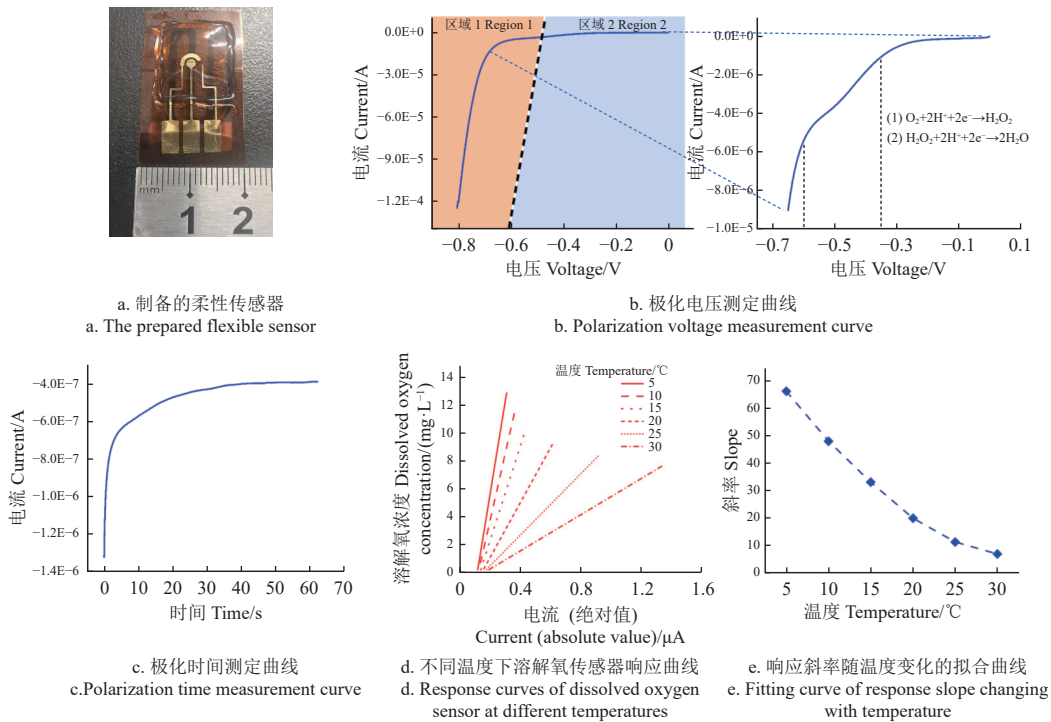 mm
1 2
a. 制备的柔性传感器
a. The prepared flexible sensor
区域 1 Region 1
区域 2 Region 2
电流 Current/A
0.0E+0
−3.0E-5
−6.0E-5
−9.0E-5
−1.2E-4
−0.8 −0.6 −0.4 −0.2 0
电压 Voltage/V
电流 Current/A
0.0E+0
−2.0E-6
−4.0E-6
−6.0E-6
−8.0E-6
−1.0E-5
(1) O₂+2H⁺+2e⁻→H₂O₂
(2) H₂O₂+2H⁺+2e⁻→2H₂O
−0.7 −0.5 −0.3 −0.1 0.1
电压 Voltage/V
b. 极化电压测定曲线
b. Polarization voltage measurement curve
电流 Current/A
−4.0E-7
−6.0E-7
−8.0E-7
−1.0E-6
−1.2E-6
−1.4E-6
0 10 20 30 40 50 60 70
时间 Time/s
c. 极化时间测定曲线
c.Polarization time measurement curve
溶解氧浓度 Dissolved oxygen
concentration/(mg·L⁻¹)
14
12
10
8
6
4
2
0
温度 Temperature/℃
5
10
15
20
25
30
0 0.4 0.8 1.2 1.6
电流 (绝对值)
Current (absolute value)/μA
d. 不同温度下溶解氧传感器响应曲线
d. Response curves of dissolved oxygen
sensor at different temperatures
斜率 Slope
70
60
50
40
30
20
10
0
5 10 15 20 25 30
温度 Temperature/℃
e. 响应斜率随温度变化的拟合曲线
e. Fitting curve of response slope changing
with temperature